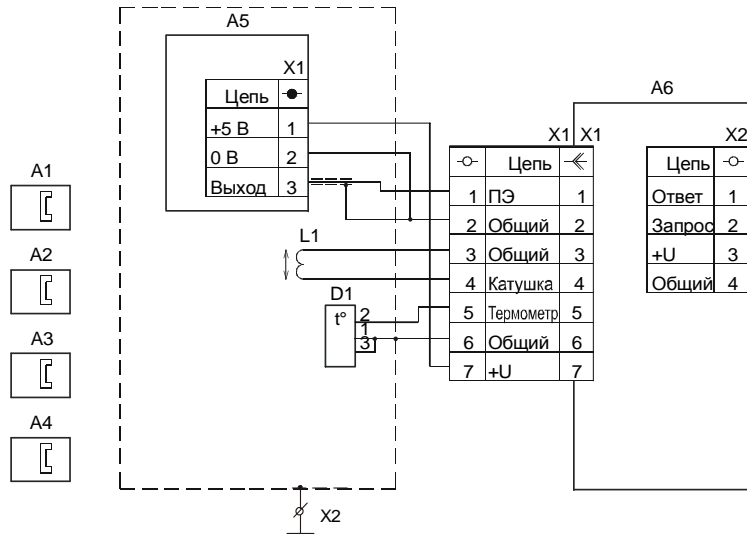 A5
X1
Цепь
+5 В 1
0 В 2
Выход 3
A1
A2
A3
A4
L1
D1
t°
2
1
3
X2
A6
X1 X1
Цепь
1 ПЭ 1
2 Общий 2
3 Общий 3
4 Катушка 4
5 Термометр 5
6 Общий 6
7 +U 7
X2
Цепь
Ответ 1
Запрос 2
+U 3
Общий 4